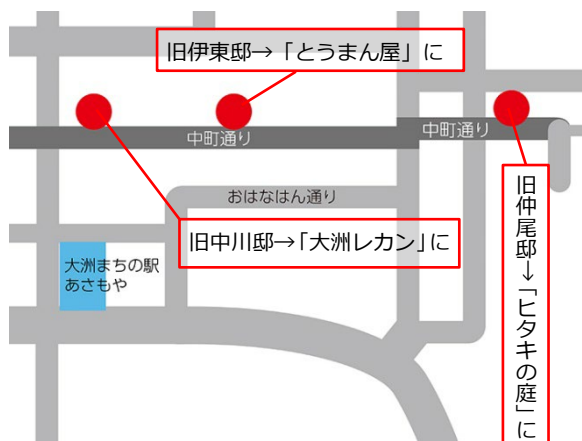 旧伊東邸→「とうまん屋」に
中町通り
中町通り
おはなはん通り
旧中川邸→「大洲レカン」に
旧仲尾邸→「ヒタキの庭」に
大洲まちの駅
あさもや